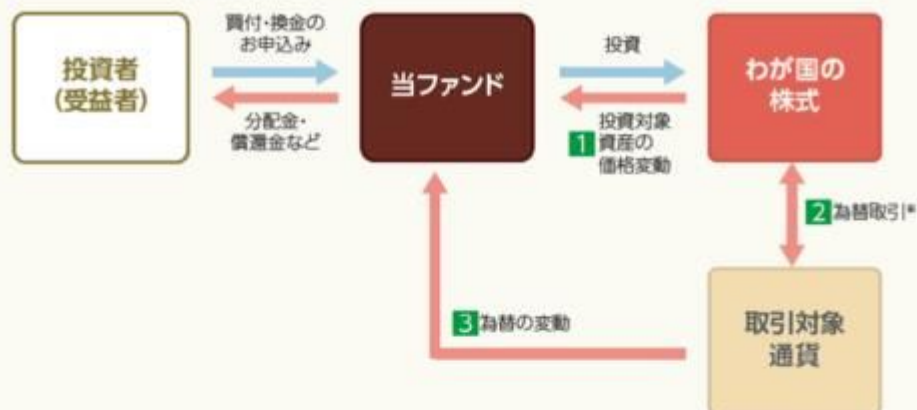 買付・換金の
お申込み
投資者
(受益者)
分配金・
償還金など
当ファンド
投資
1 投資対象
資産の
価格変動
わが国の
株式
2 為替取引*
3 為替の変動
取引対象
通貨